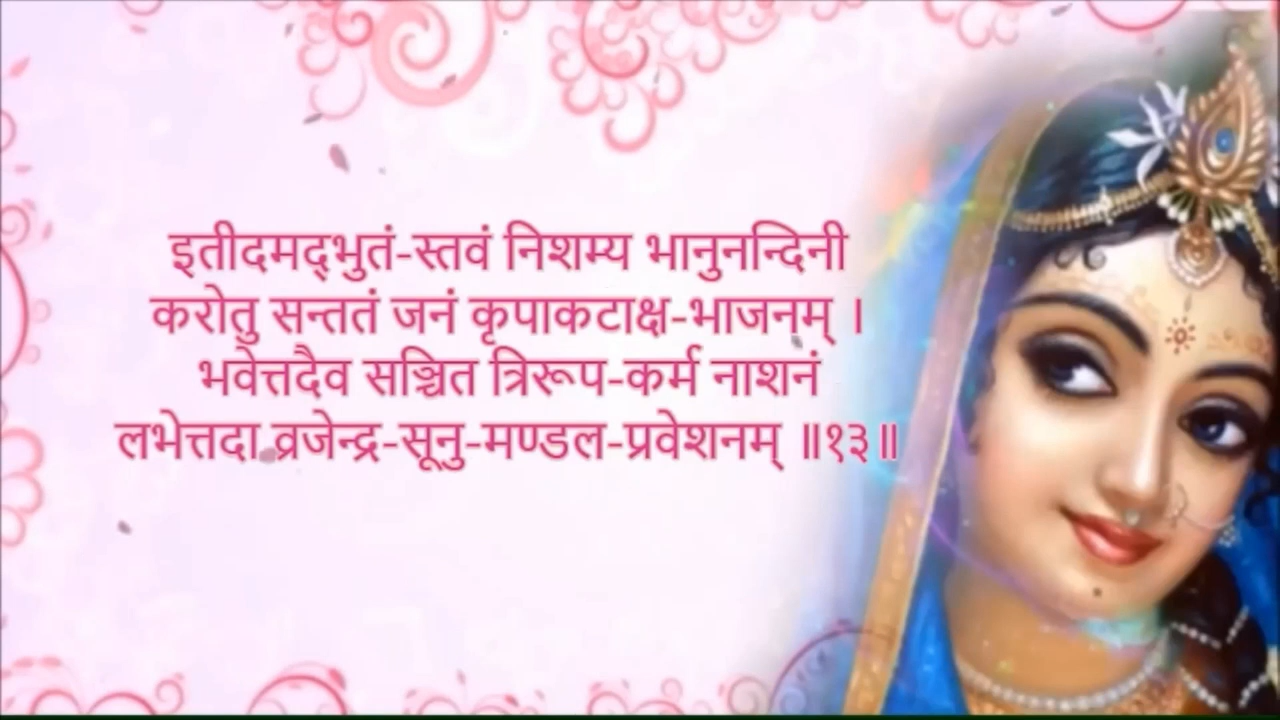 इतीदमद्भुतं-स्तवं निशम्य भानुनन्दिनी
करोतु सन्ततं जनं कृपाकटाक्ष-भाजनम् ।
भवेत्तदैव सञ्चित त्रिरूप-कर्म नाशनं
लभेत्तदा व्रजेन्द्र-सूनु-मण्डल-प्रवेशनम् ॥१३॥